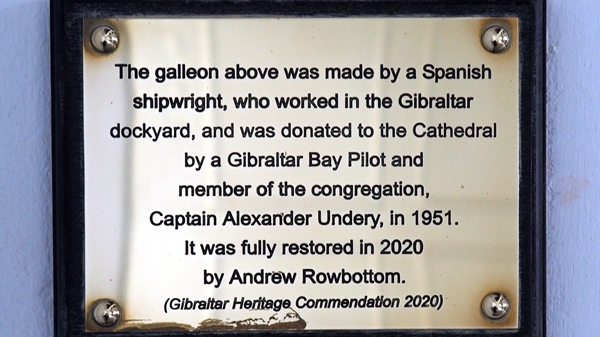 The galleon above was made by a Spanish
shipwright, who worked in the Gibraltar
dockyard, and was donated to the Cathedral
by a Gibraltar Bay Pilot and
member of the congregation,
Captain Alexander Undery, in 1951.
It was fully restored in 2020
by Andrew Rowbottom.
(Gibraltar Heritage Commendation 2020)